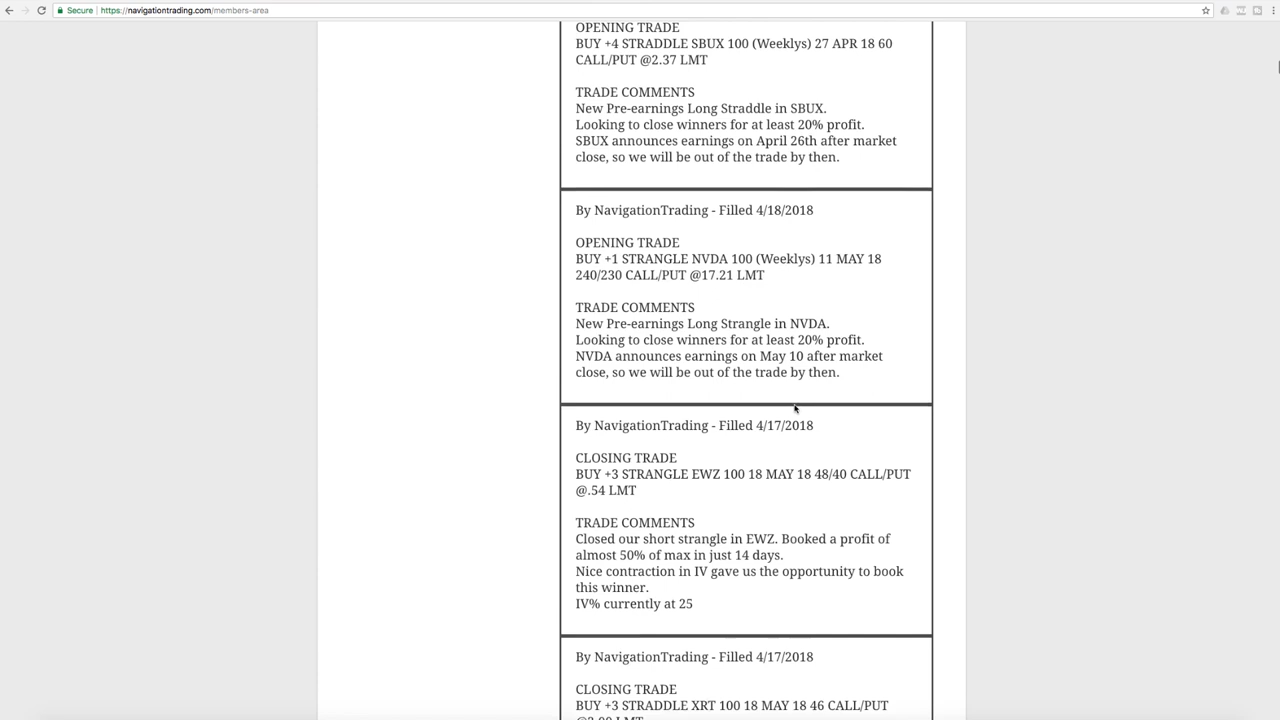 Secure
https://navigationtrading.com/members-area
OPENING TRADE
BUY +4 STRADDLE SBUX 100 (Weeklys) 27 APR 18 60
CALL/PUT @2.37 LMT
TRADE COMMENTS
New Pre-earnings Long Straddle in SBUX.
Looking to close winners for at least 20% profit.
SBUX announces earnings on April 26th after market
close, so we will be out of the trade by then.
By NavigationTrading - Filled 4/18/2018
OPENING TRADE
BUY +1 STRANGLE NVDA 100 (Weeklys) 11 MAY 18
240/230 CALL/PUT @17.21 LMT
TRADE COMMENTS
New Pre-earnings Long Strangle in NVDA.
Looking to close winners for at least 20% profit.
NVDA announces earnings on May 10 after market
close, so we will be out of the trade by then.
By NavigationTrading - Filled 4/17/2018
CLOSING TRADE
BUY +3 STRANGLE EWZ 100 18 MAY 18 48/40 CALL/PUT
@.54 LMT
TRADE COMMENTS
Closed our short strangle in EWZ. Booked a profit of
almost 50% of max in just 14 days.
Nice contraction in IV gave us the opportunity to book
this winner.
IV% currently at 25
By NavigationTrading - Filled 4/17/2018
CLOSING TRADE
BUY +3 STRADDLE XRT 100 18 MAY 18 46 CALL/PUT